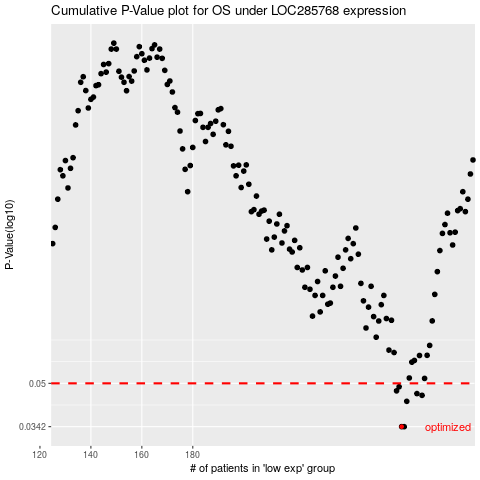 Cumulative P-Value plot for OS under LOC285768 expression
P-Value(log10)
0.05
0.0342
optimized
120 140 160 180
# of patients in 'low exp' group